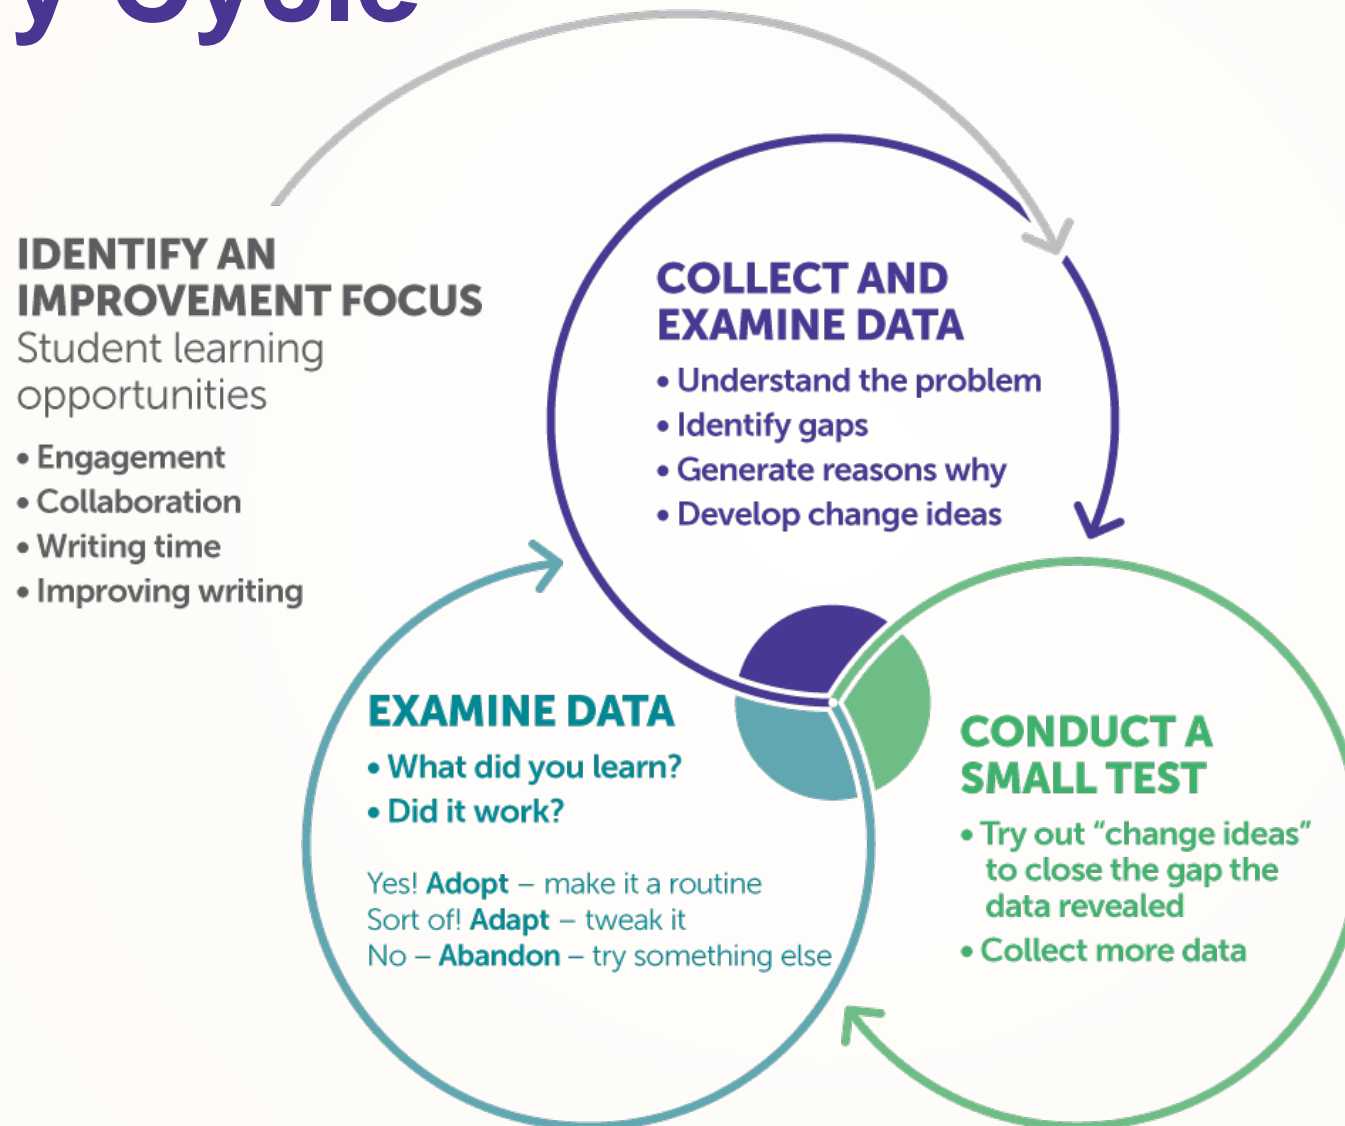 y Cycle
IDENTIFY AN
IMPROVEMENT FOCUS
Student learning
opportunities
• Engagement
• Collaboration
• Writing time
• Improving writing
COLLECT AND
EXAMINE DATA
• Understand the problem
• Identify gaps
• Generate reasons why
• Develop change ideas
EXAMINE DATA
• What did you learn?
• Did it work?
Yes! Adopt – make it a routine
Sort of! Adapt – tweak it
No – Abandon – try something else
CONDUCT A
SMALL TEST
• Try out “change ideas”
to close the gap the
data revealed
• Collect more data